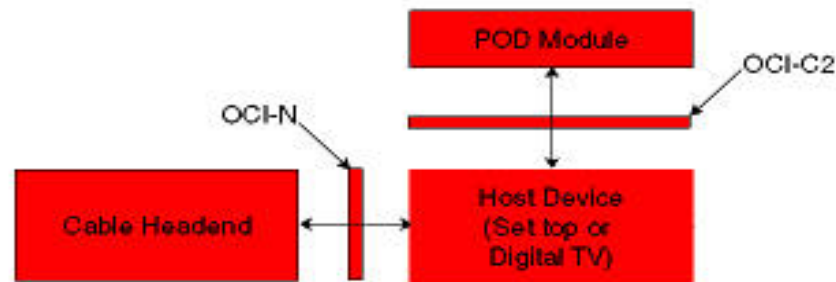 POD Module
OCI-C2
OCI-N
Cable Headend
Host Device
(Set top or
Digital TV)